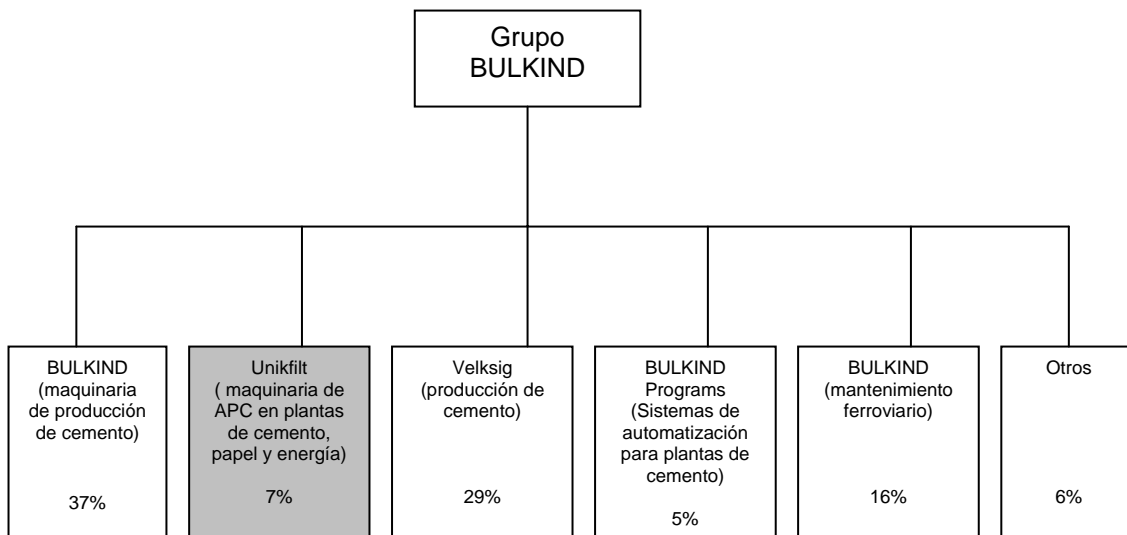 Grupo
BULKIND
BULKIND
(maquinaria
de producción
de cemento)
37%
Unikfilt
( maquinaria de
APC en plantas
de cemento,
papel y energía)
7%
Velksig
(producción de
cemento)
29%
BULKIND
Programs
(Sistemas de
automatización
para plantas de
cemento)
5%
BULKIND
(mantenimiento
ferroviario)
16%
Otros
6%